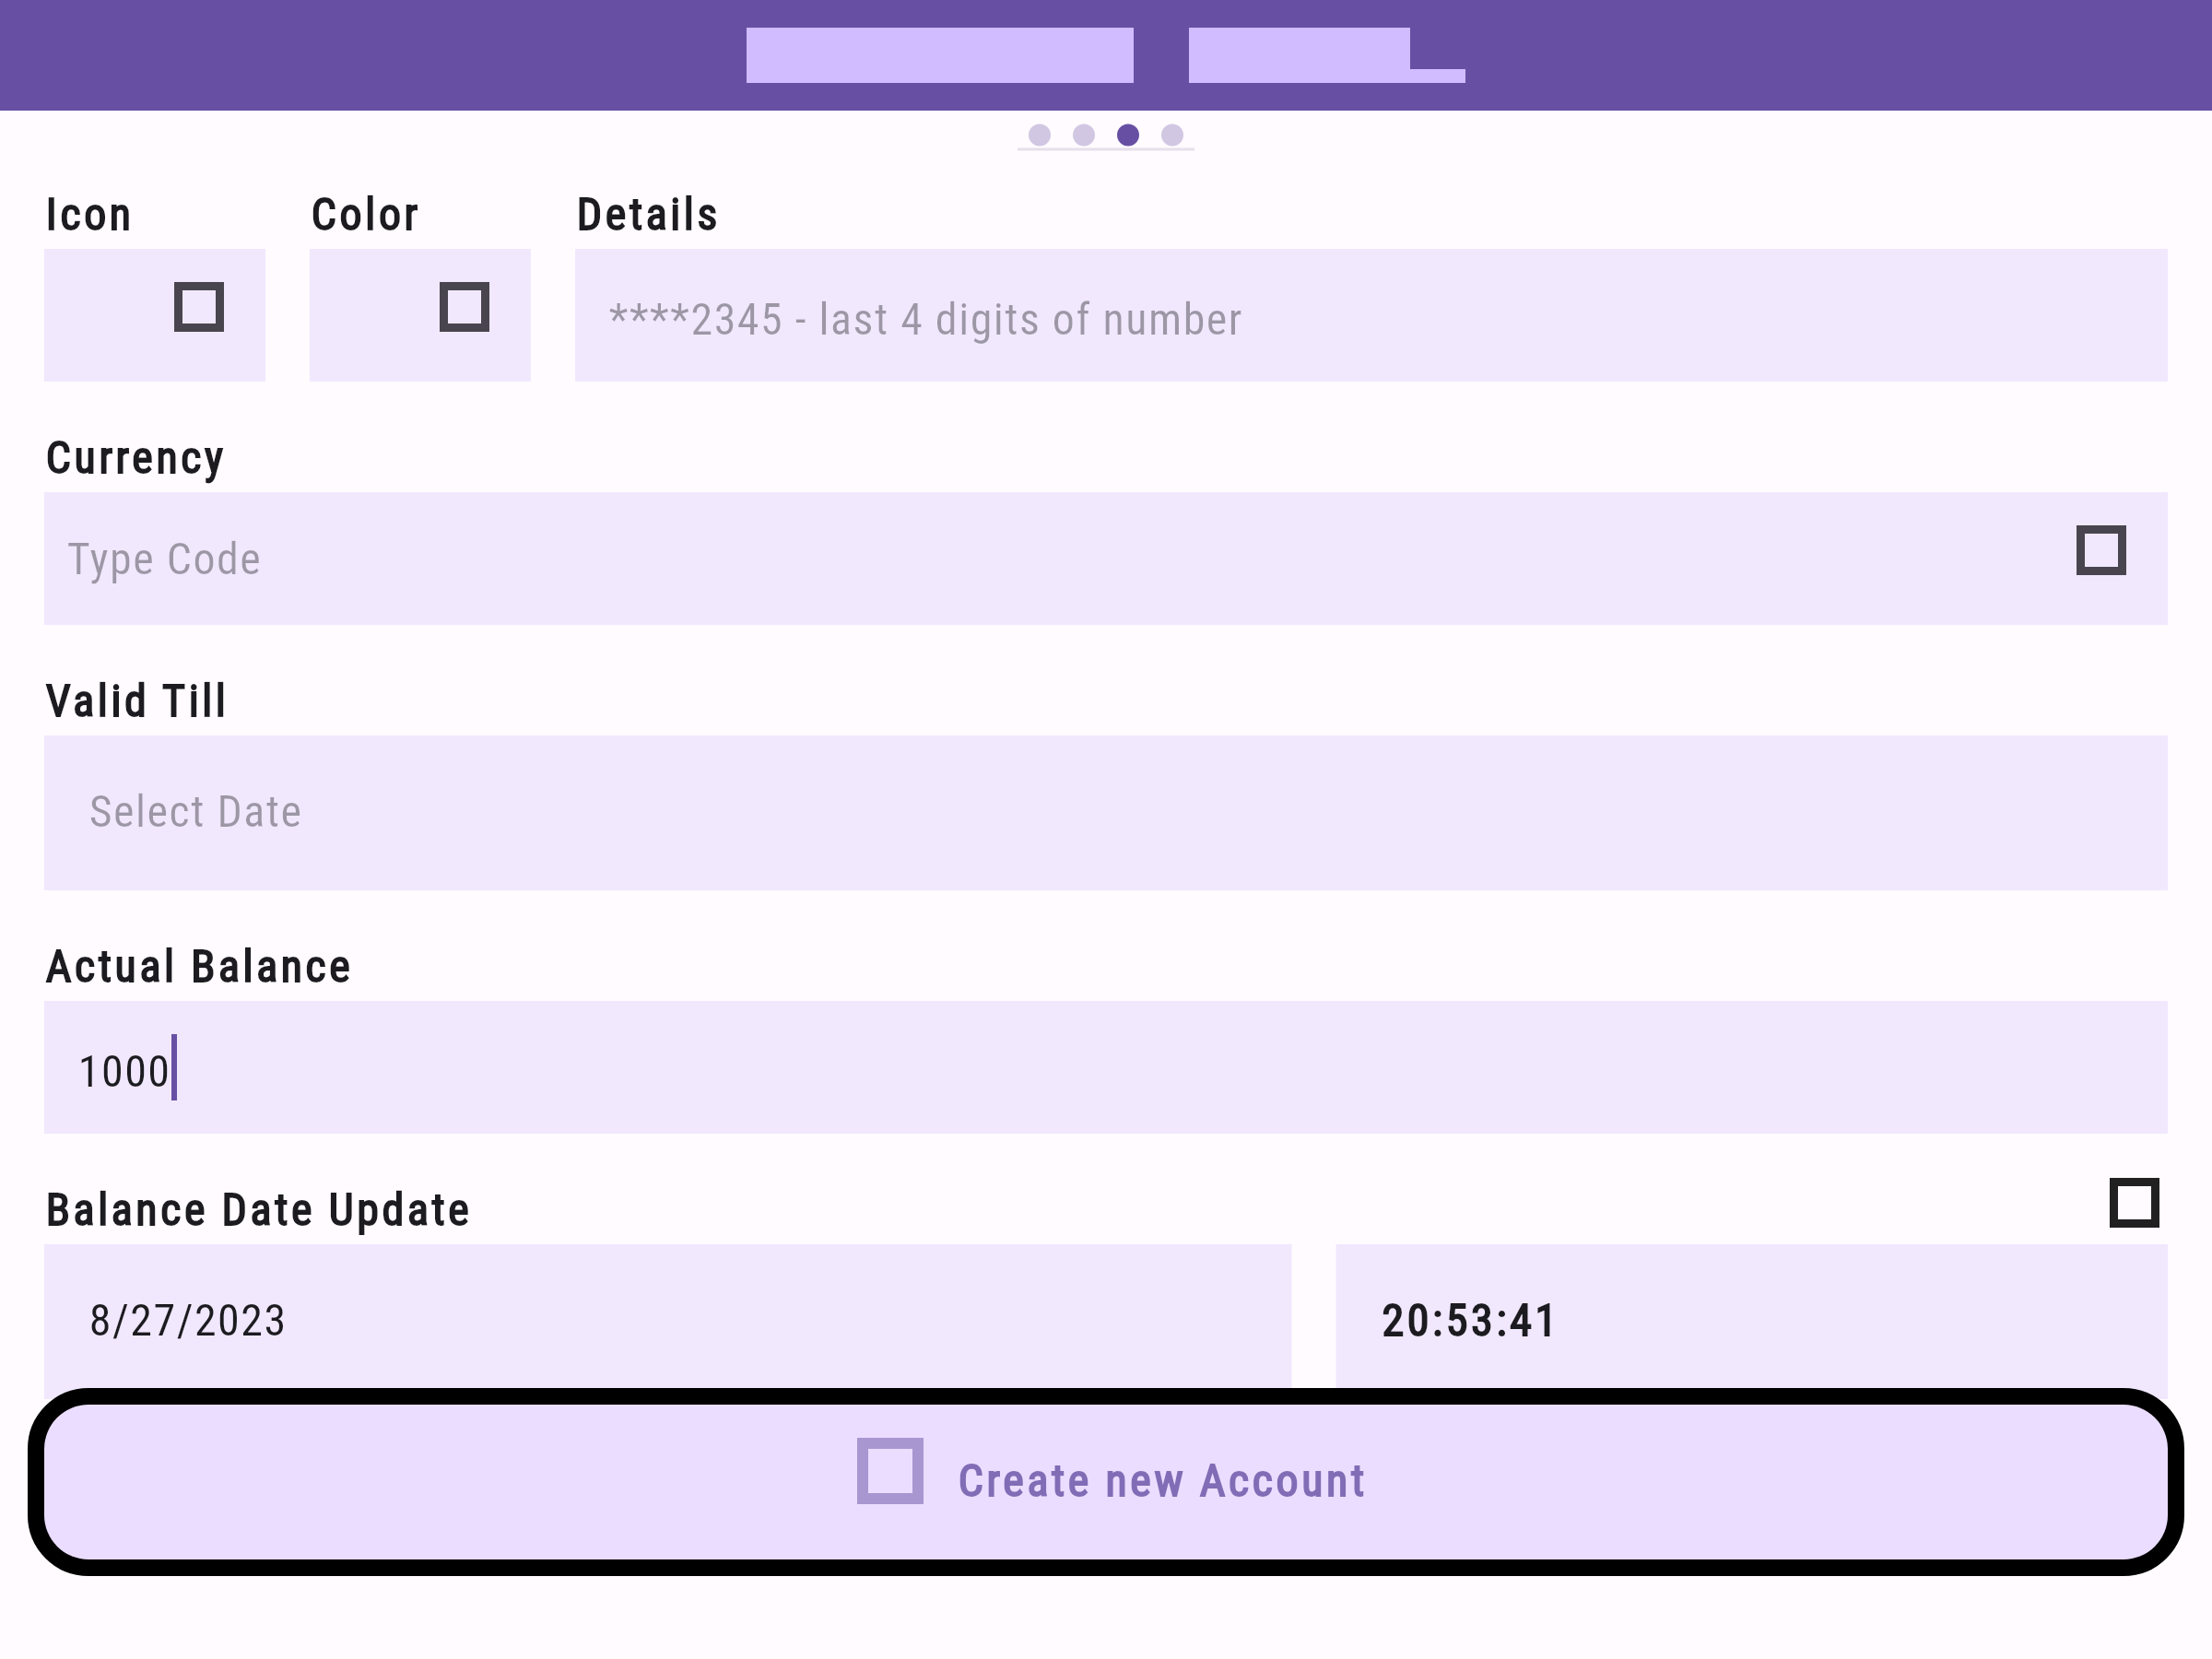 Icon Color Details
****2345 - last 4 digits of number
Currency
Type Code
Valid Till
Select Date
Actual Balance
1000
Balance Date Update
8/27/2023 20:53:41
Create new Account